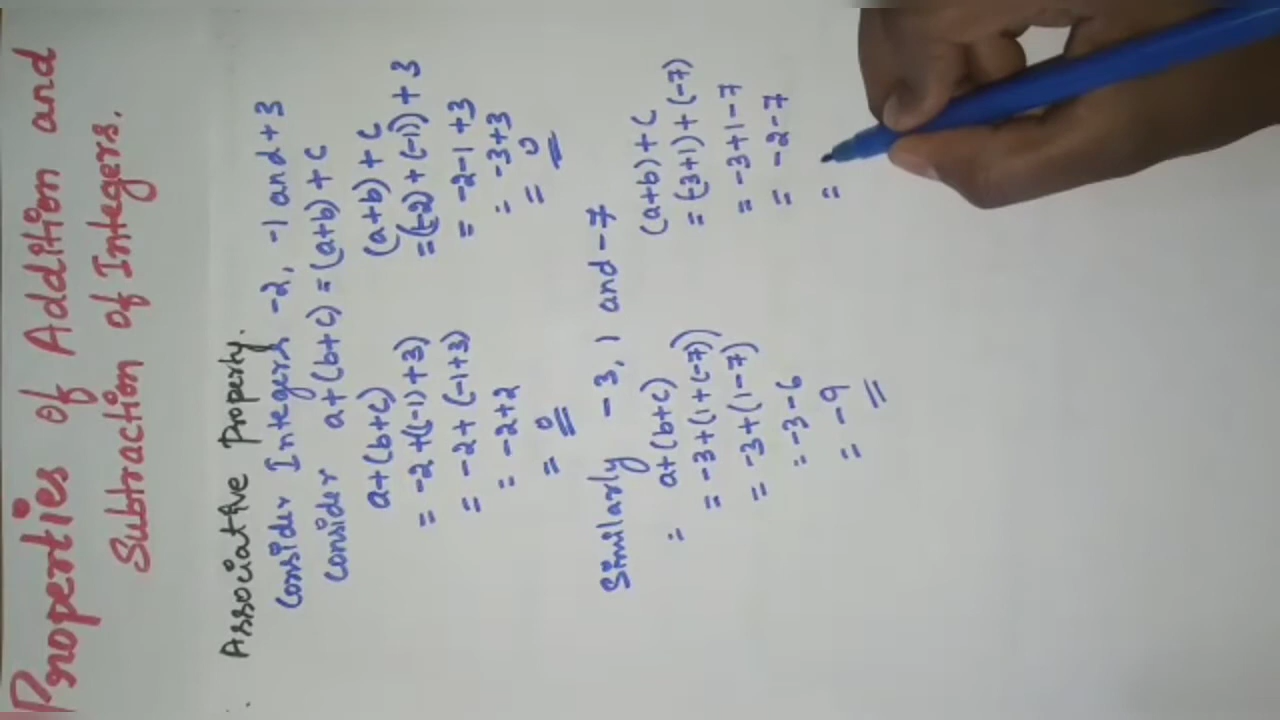 Properties of Addition and
Subtraction of Integers.
Associative Property.
Consider Integers -2, -1 and +3
Consider a+(b+c) = (a+b)+c
a+(b+c)
= -2+((-1)+3)
= -2+(-1+3)
= -2+2
= 0
(a+b)+c
=(-2)+(-1))+3
= -2-1+3
= -3+3
= 0
Similarly -3, 1 and -7
= a+(b+c)
= -3+(1+(-7))
= -3+(1-7)
= -3-6
= -9
(a+b)+c
= (-3+1)+(-7)
= -3+1-7
= -2-7
=